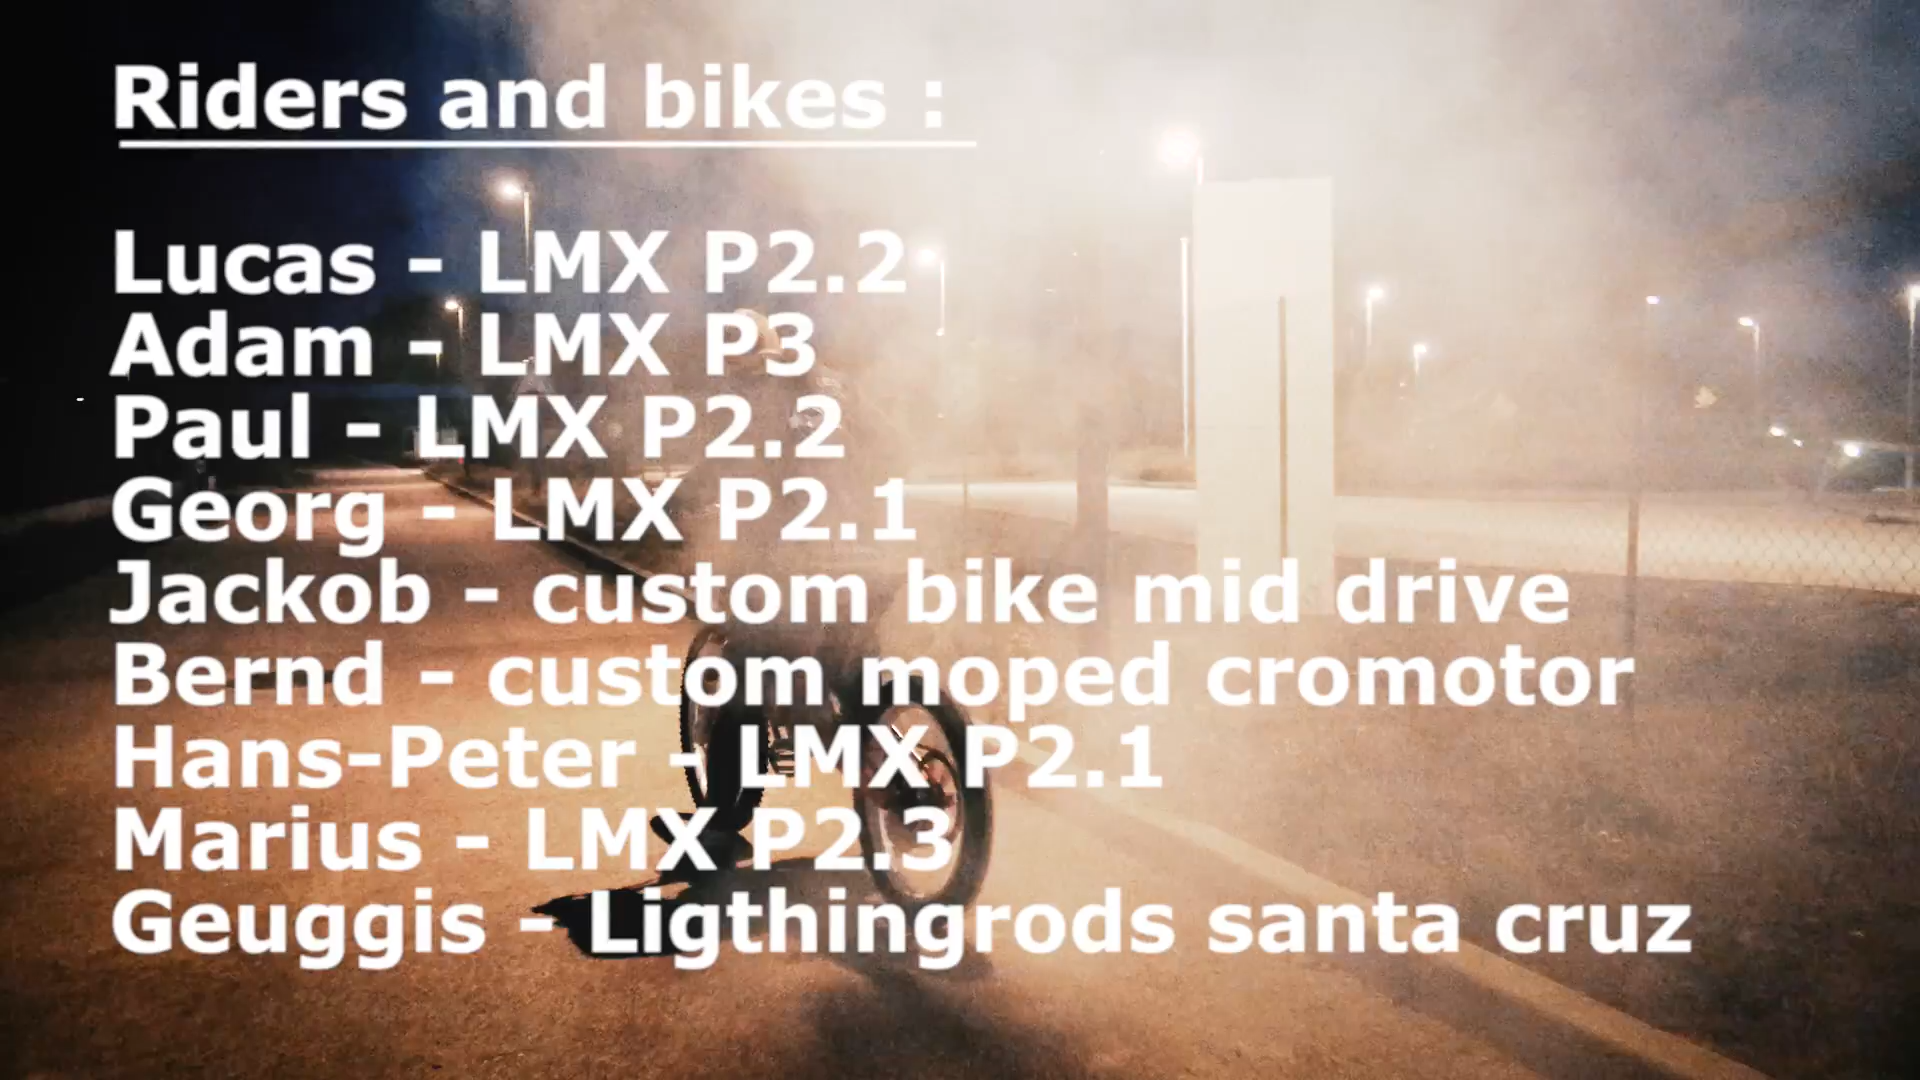 Riders and bikes :
Lucas - LMX P2.2
Adam - LMX P3
Paul - LMX P2.2
Georg - LMX P2.1
Jackob - custom bike mid drive
Bernd - custom moped cromotor
Hans-Peter - LMX P2.1
Marius - LMX P2.3
Geuggis - Ligthingrods santa cruz